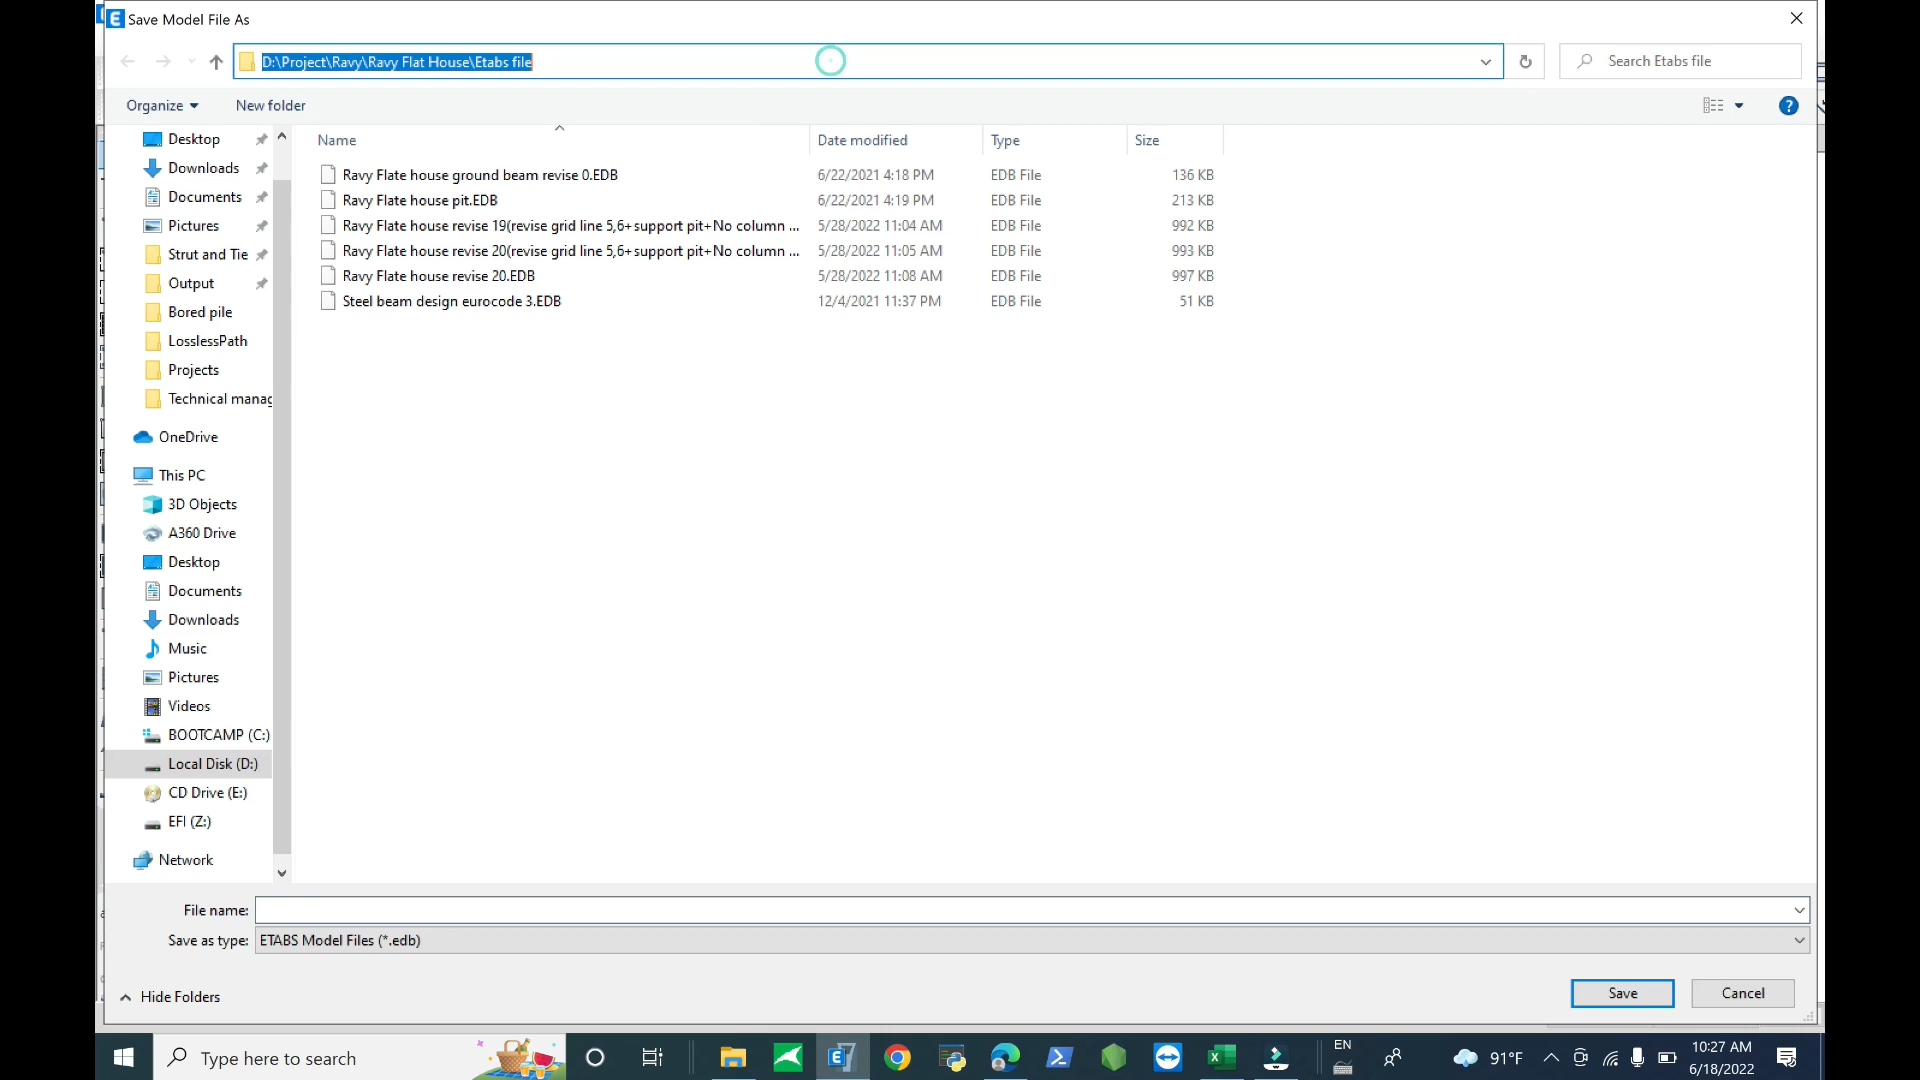 Save Model File As
D:\Project\Ravy\Ravy Flat House\Etabs file
Search Etabs file
Organize
New folder
Name
Date modified
Type
Size
Ravy Flate house ground beam revise 0.EDB 6/22/2021 4:18 PM EDB File 136 KB
Ravy Flate house pit.EDB 6/22/2021 4:19 PM EDB File 213 KB
Ravy Flate house revise 19(revise grid line 5,6+support pit+No column ... 5/28/2022 11:04 AM EDB File 992 KB
Ravy Flate house revise 20(revise grid line 5,6+support pit+No column ... 5/28/2022 11:05 AM EDB File 993 KB
Ravy Flate house revise 20.EDB 5/28/2022 11:08 AM EDB File 997 KB
Steel beam design eurocode 3.EDB 12/4/2021 11:37 PM EDB File 51 KB
Desktop
Downloads
Documents
Pictures
Strut and Tie
Output
Bored pile
LosslessPath
Projects
Technical manag
OneDrive
This PC
3D Objects
A360 Drive
Desktop
Documents
Downloads
Music
Pictures
Videos
BOOTCAMP (C:)
Local Disk (D:)
CD Drive (E:)
EFI (Z:)
Network
File name:
Save as type: ETABS Model Files (*.edb)
Hide Folders
Save
Cancel
Type here to search
EN
91°F
10:27 AM
6/18/2022